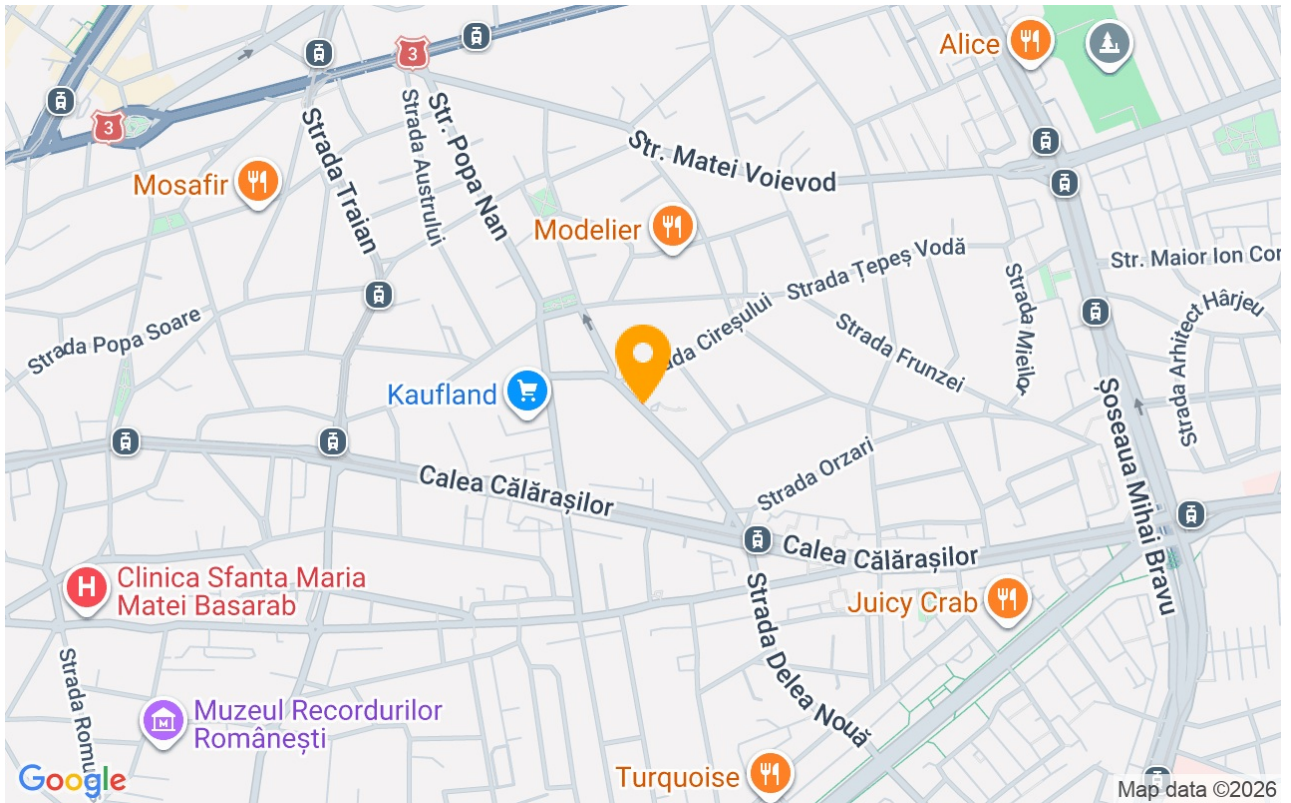 Alice
3
3
Strada Traian
Strada Austrului
Str. Popa Nan
Str. Matei Voievod
Mosafir
Modelier
Strada Țepeș Vodă
Str. Maior Ion Cor
Strada Mieilor
Strada Arhitect Hârjeu
Strada Popa Soare
ada Cireșului
Strada Frunzei
Kaufland
Șoseaua Mihai Bravu
Calea Călărașilor
Strada Orzari
Calea Călărașilor
H
Clinica Sfanta Maria
Matei Basarab
Juicy Crab
Strada Delea Nouă
Strada Romu
M
Muzeul Recordurilor
Românești
Turquoise
Google
Map data ©2026